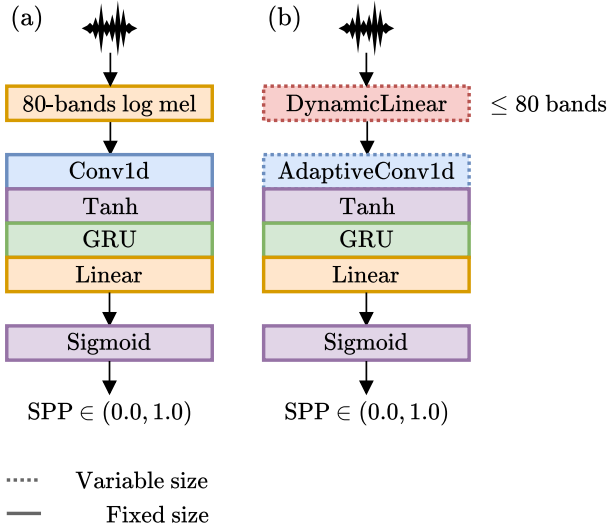 (a)
80-bands log mel
Conv1d
Tanh
GRU
Linear
Sigmoid
SPP ∈ (0.0, 1.0)
(b)
DynamicLinear
≤ 80 bands
AdaptiveConv1d
Tanh
GRU
Linear
Sigmoid
SPP ∈ (0.0, 1.0)
Variable size
Fixed size